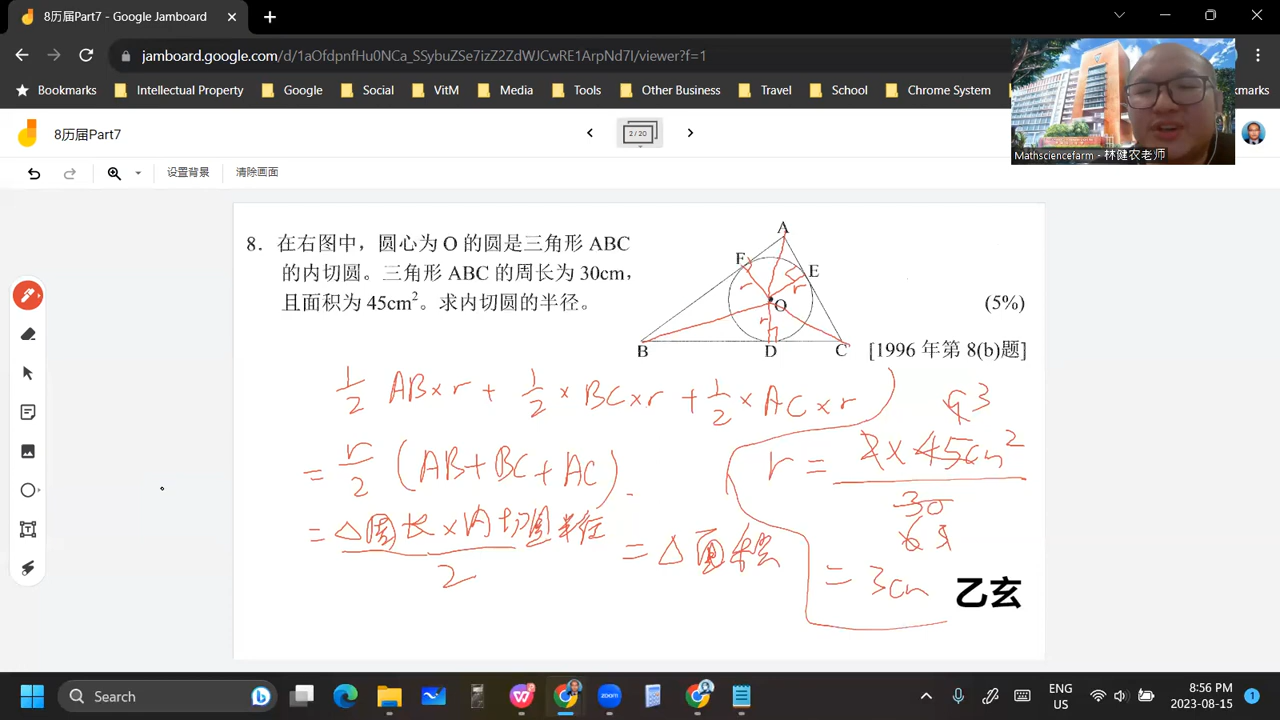 8历届Part7 - Google Jamboard
jamboard.google.com/d/1aOfdpn
Bookmarks Intellectual Property Google Social VitM Media Tools Other Business Travel School Chrome System
8历届Part7
2 / 20
设置背景 清除画面
Mathsciencefarm - 林健农老师
8. 在右图中，圆心为 O 的圆是三角形 ABC
的内切圆。三角形 ABC 的周长为 30cm，
且面积为 45cm²。求内切圆的半径。
(5%)
[1996 年第 8(b)题]
A
F E
O
r r
r
B D C
1/2 AB×r + 1/2 × BC×r + 1/2 × AC × r
= r/2 (AB+BC+AC)
= △周长×内切圆半径 / 2 = △面积
r = 2 × 45cm² / 30
= 3cm
乙玄
Search
ENG
US
8:56 PM
2023-08-15